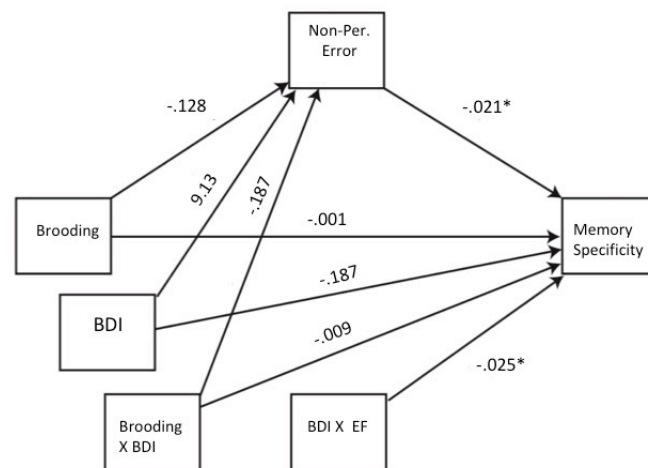 Non-Per.
Error
-.128
-.021*
9.13
-.187
Brooding
-.001
Memory
Specificity
-.187
BDI
-.009
-.025*
Brooding
X BDI
BDI X EF